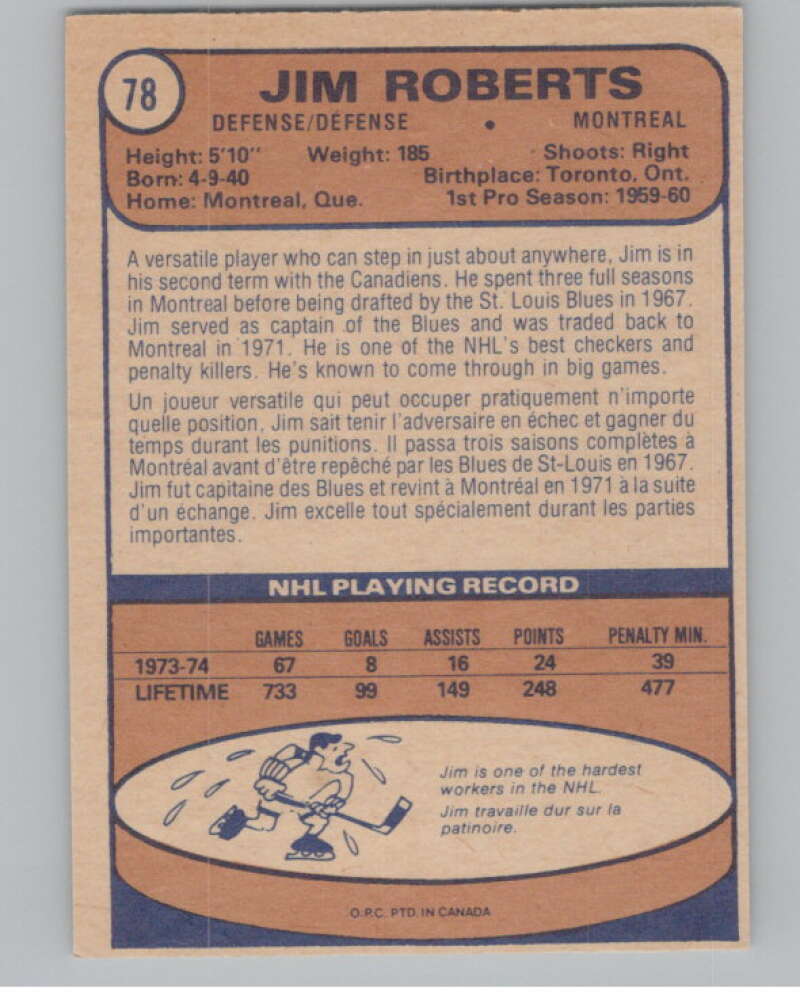 78
JIM ROBERTS
DEFENSE/DÉFENSE • MONTREAL
Height: 5'10" Weight: 185 Shoots: Right
Born: 4-9-40 Birthplace: Toronto, Ont.
Home: Montreal, Que. 1st Pro Season: 1959-60
A versatile player who can step in just about anywhere, Jim is in
his second term with the Canadiens. He spent three full seasons
in Montreal before being drafted by the St. Louis Blues in 1967.
Jim served as captain of the Blues and was traded back to
Montreal in 1971. He is one of the NHL's best checkers and
penalty killers. He's known to come through in big games.
Un joueur versatile qui peut occuper pratiquement n'importe
quelle position, Jim sait tenir l'adversaire en échec et gagner du
temps durant les punitions. Il passa trois saisons complètes à
Montréal avant d'être repêché par les Blues de St-Louis en 1967.
Jim fut capitaine des Blues et revint à Montréal en 1971 à la suite
d'un échange. Jim excelle tout spécialement durant les parties
importantes.
NHL PLAYING RECORD
GAMES GOALS ASSISTS POINTS PENALTY MIN.
1973-74 67 8 16 24 39
LIFETIME 733 99 149 248 477
Jim is one of the hardest
workers in the NHL.
Jim travaille dur sur la
patinoire.
O.P.C. PTD. IN CANADA